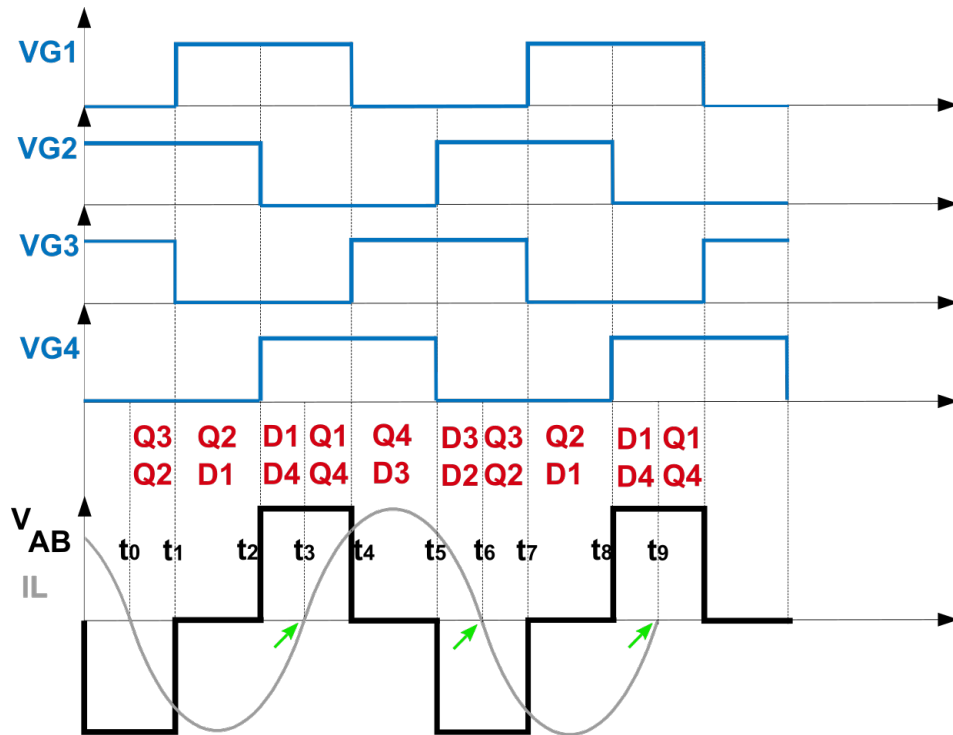 VG1
VG2
VG3
VG4
Q3 Q2 D1 Q1 Q4 D3 Q3 Q2 D1 Q1
Q2 D1 D4 Q4 D3 D2 Q2 D1 D4 Q4
VAB
t0 t1 t2 t3 t4 t5 t6 t7 t8 t9
IL